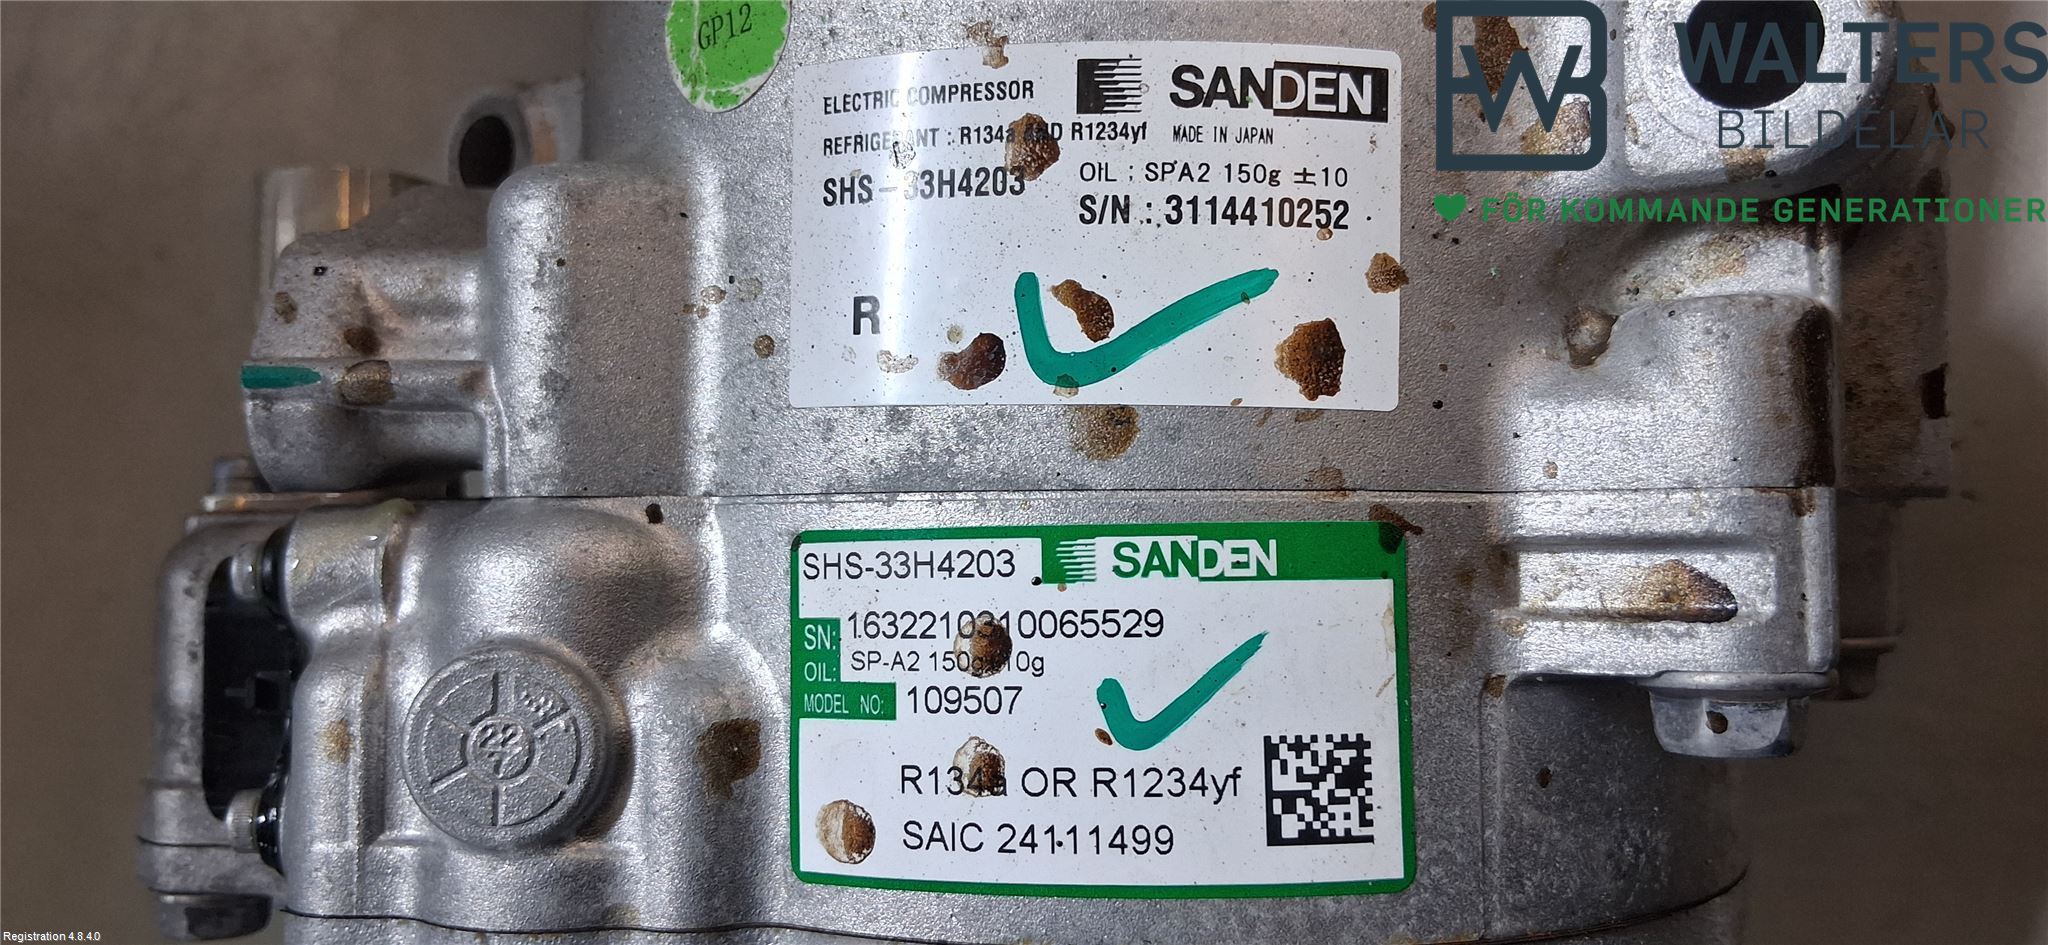 GP12
ELECTRIC COMPRESSOR
SANDEN
REFRIGERANT : R134a AND R1234yf
MADE IN JAPAN
SHS-33H4203
OIL : SPA2 150g ±10
S/N : 3114410252
R
WALTERS
BILDELAR
FÖR KOMMANDE GENERATIONER
SHS-33H4203
SANDEN
SN: 1632210310065529
OIL: SP-A2 150g±10g
MODEL NO: 109507
R134a OR R1234yf
SAIC 24111499
22
Registration 4.8.4.0